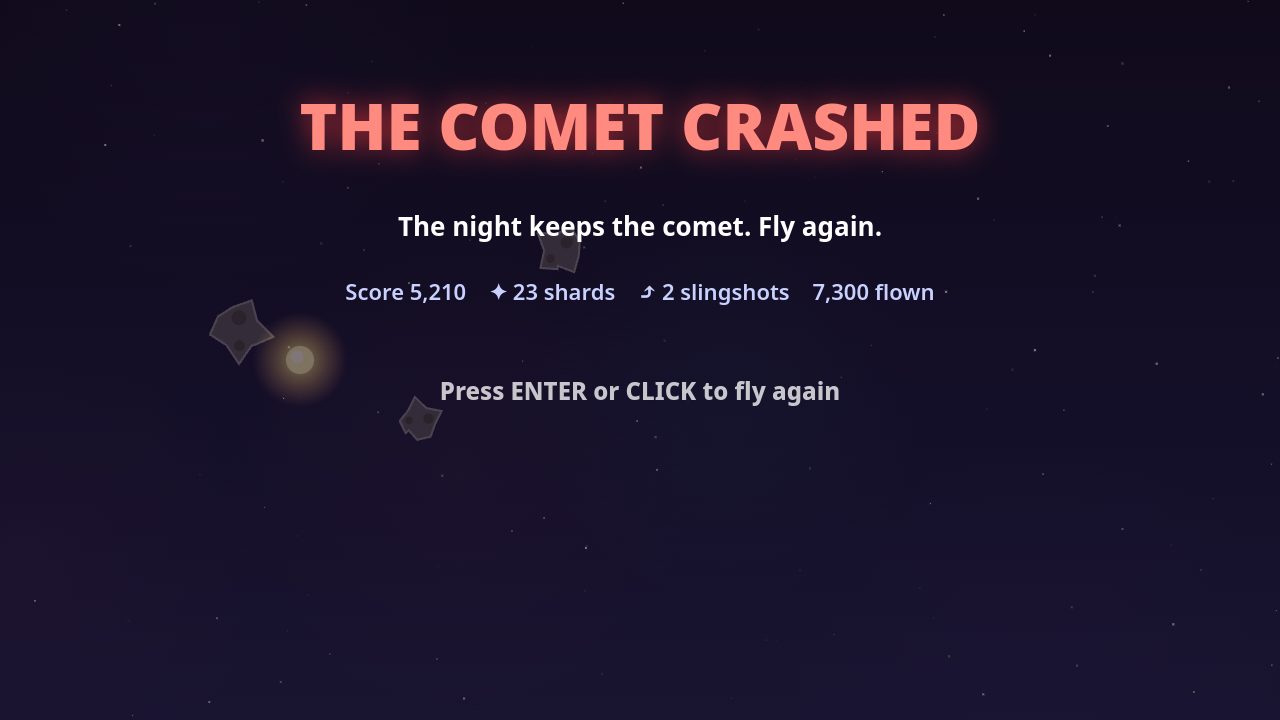 THE COMET CRASHED
The night keeps the comet. Fly again.
Score 5,210 ✦ 23 shards ⤴ 2 slingshots 7,300 flown
Press ENTER or CLICK to fly again